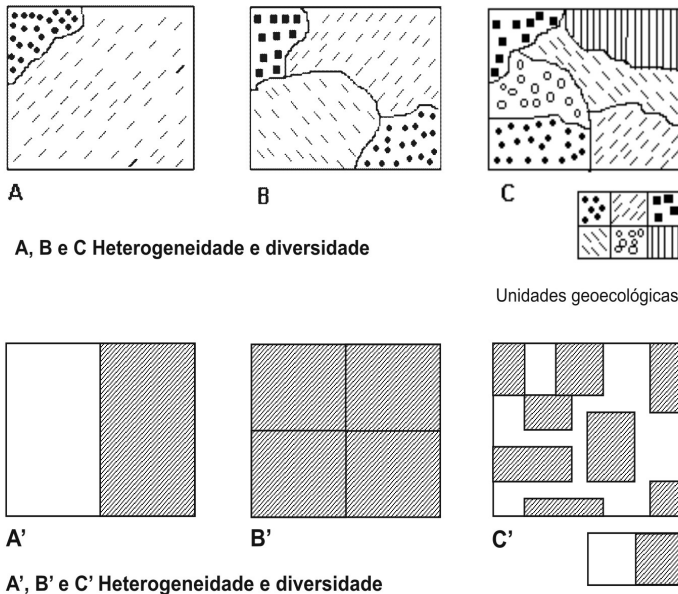 A
B
C
A, B e C Heterogeneidade e diversidade
Unidades geoecológicas
A’
B’
C’
A’, B’ e C’ Heterogeneidade e diversidade